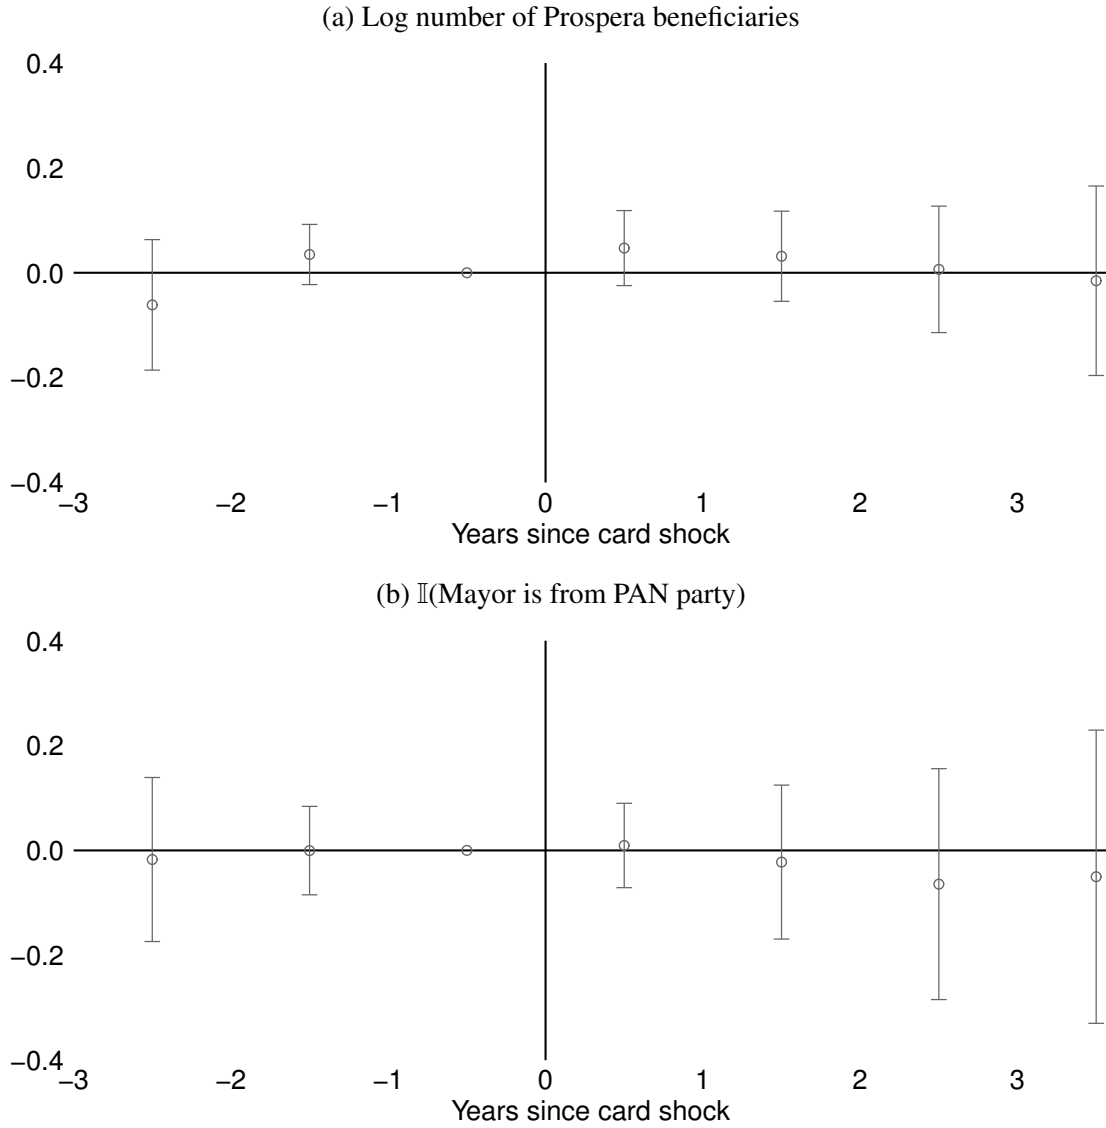 (a) Log number of Prospera beneficiaries
0.4
0.2
0.0
−0.2
−0.4
−3 −2 −1 0 1 2 3
Years since card shock
(b) 𝕀(Mayor is from PAN party)
0.4
0.2
0.0
−0.2
−0.4
−3 −2 −1 0 1 2 3
Years since card shock